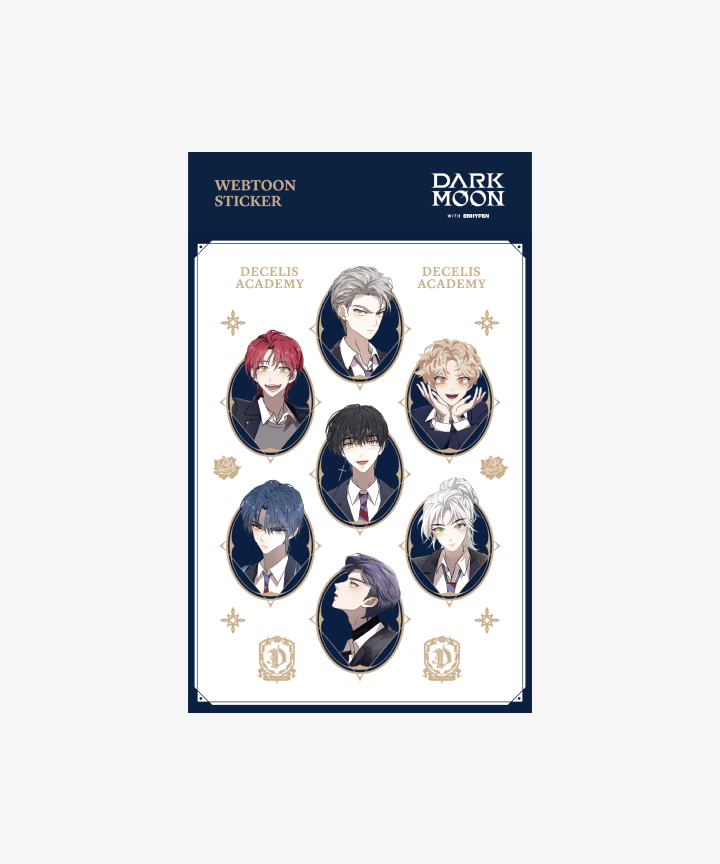 WEBTOON
STICKER
DARK
MOON
WITH ENHYPEN
DECELIS
ACADEMY
DECELIS
ACADEMY
D
D